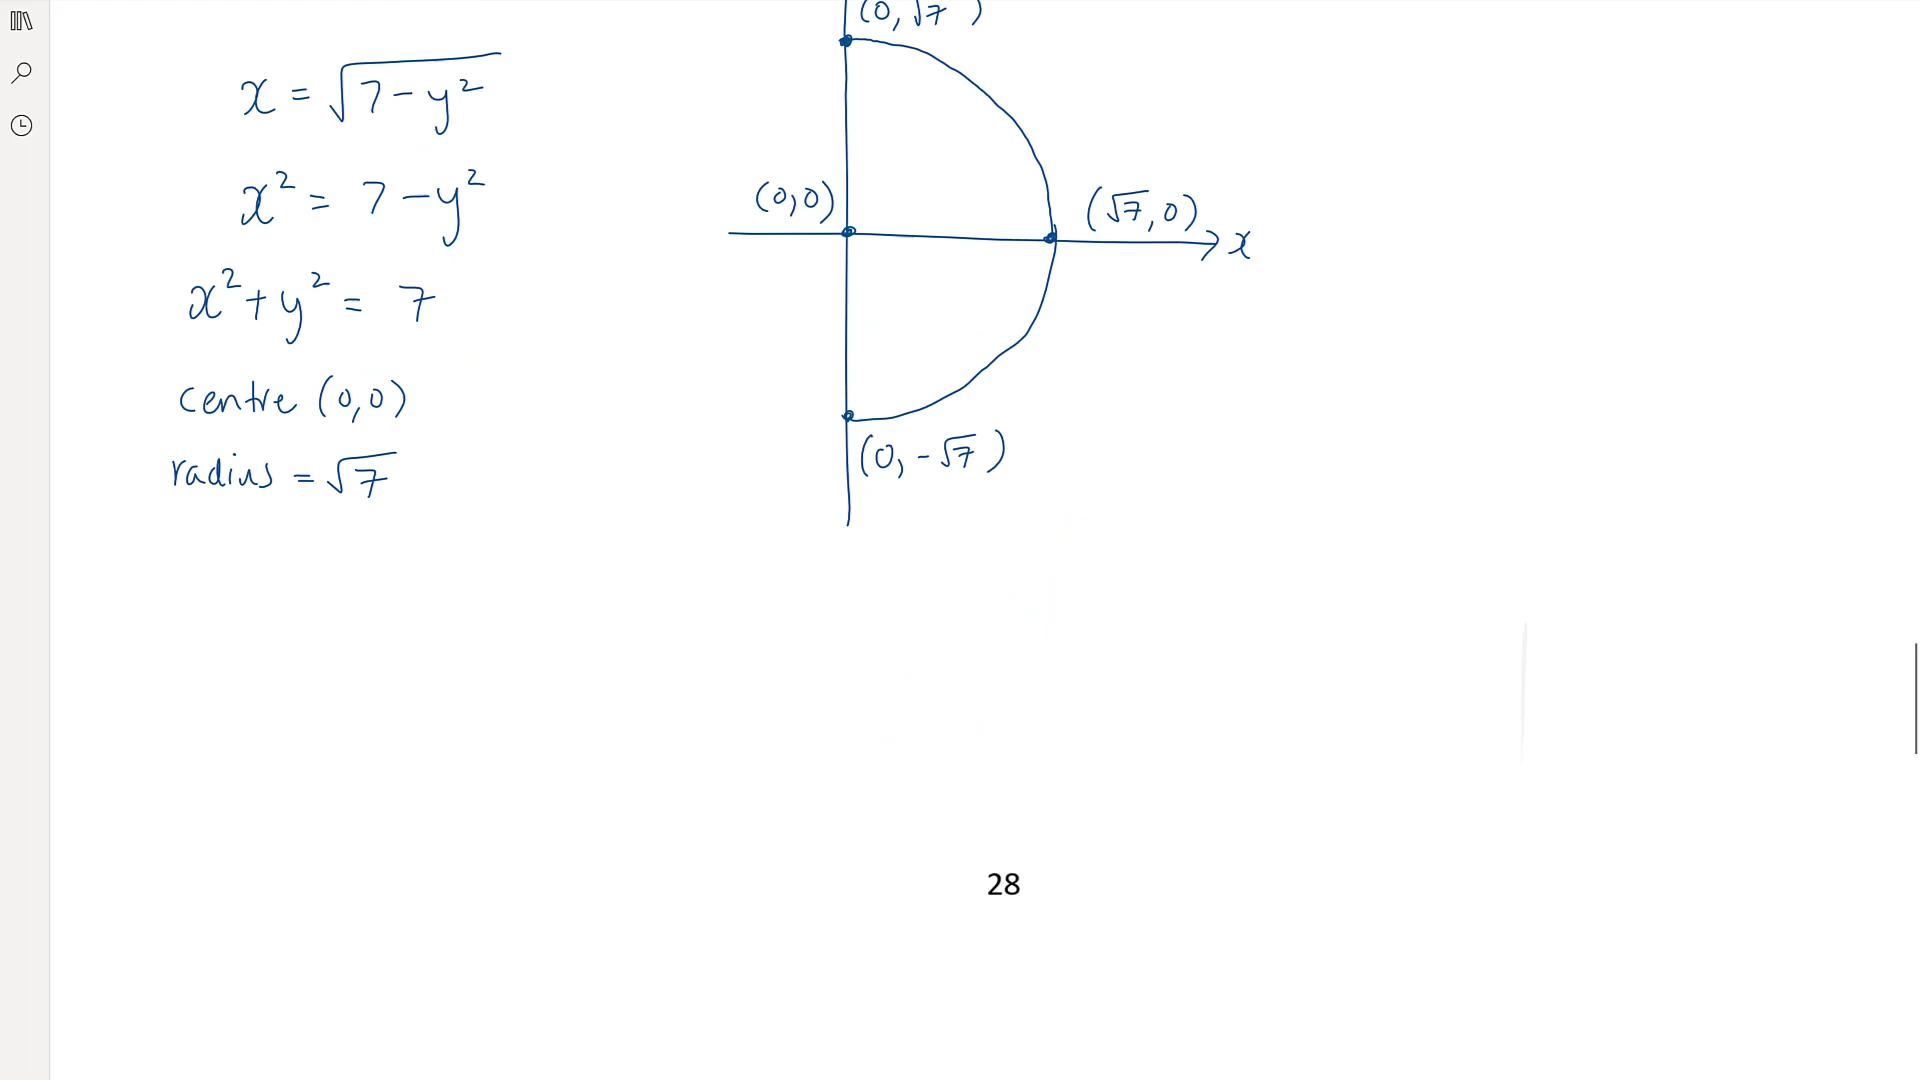 x = √(7 - y²)
x² = 7 - y²
x² + y² = 7
centre (0,0)
radius = √7
(0, √7 )
(0,0)
(√7, 0)
x
(0, -√7 )
28